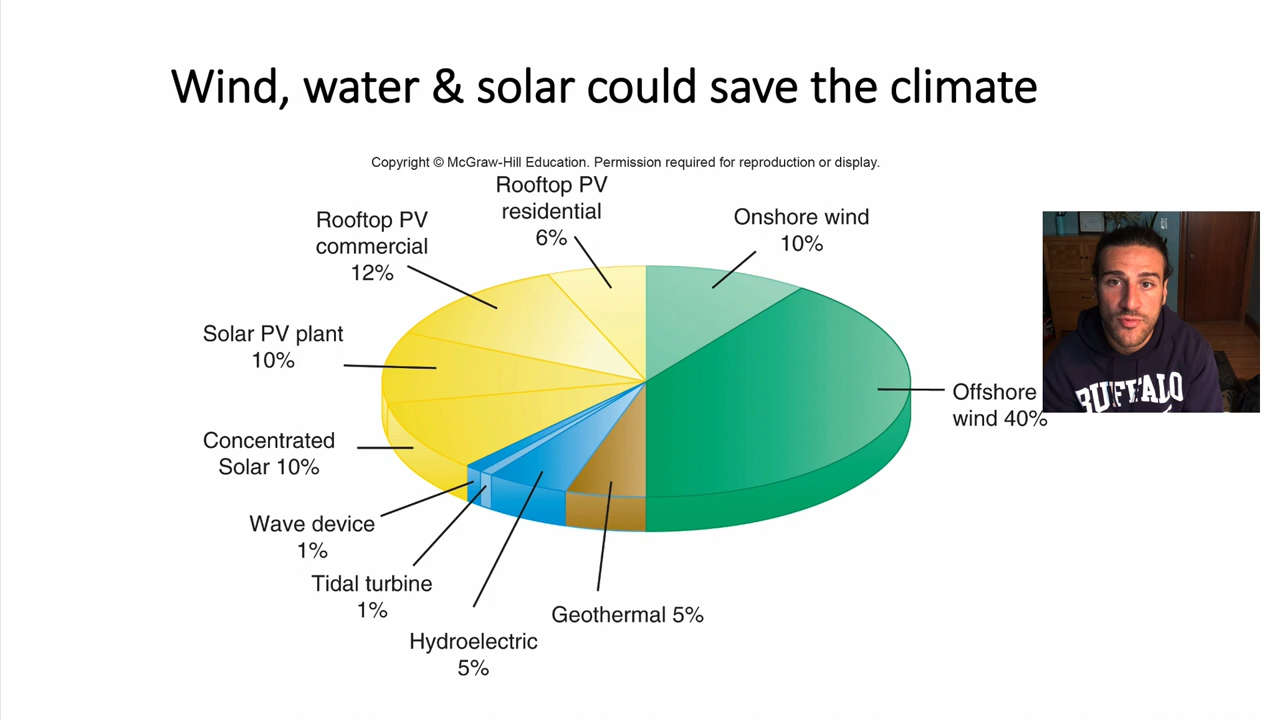 Wind, water & solar could save the climate
Copyright © McGraw-Hill Education. Permission required for reproduction or display.
Rooftop PV
residential
6%
Onshore wind
10%
Rooftop PV
commercial
12%
Solar PV plant
10%
Offshore
wind 40%
BUFFALO
Concentrated
Solar 10%
Wave device
1%
Tidal turbine
1%
Geothermal 5%
Hydroelectric
5%